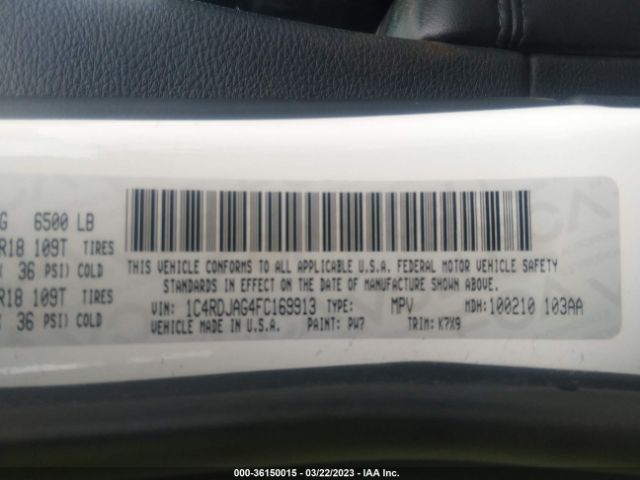 G 6500 LB
R18 109T TIRES
( 36 PSI) COLD
R18 109T TIRES
( 36 PSI) COLD
THIS VEHICLE CONFORMS TO ALL APPLICABLE U.S.A. FEDERAL MOTOR VEHICLE SAFETY
STANDARDS IN EFFECT ON THE DATE OF MANUFACTURE SHOWN ABOVE.
VIN: 1C4RDJAG4FC169913 TYPE: MPV MDH:100210 103AA
VEHICLE MADE IN U.S.A. PAINT: PW7 TRIM: K7X9
000-36150015 - 03/22/2023 - IAA Inc.